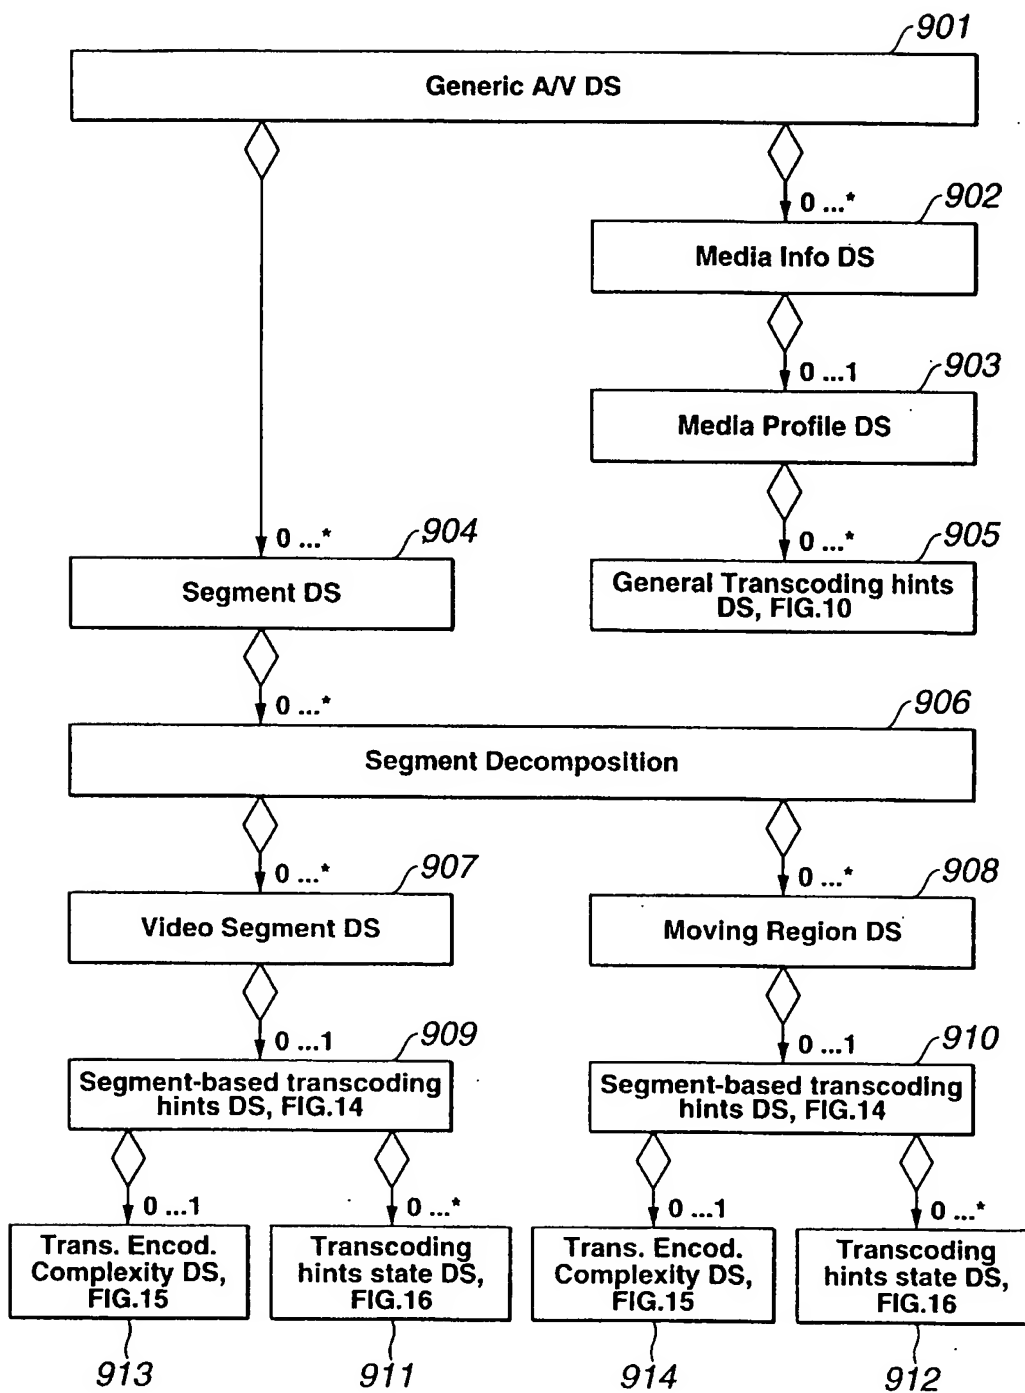 901
Generic A/V DS
0 ...*
902
Media Info DS
0 ...1
903
Media Profile DS
0 ...*
904
0 ...*
905
Segment DS
General Transcoding hints
DS, FIG.10
0 ...*
906
Segment Decomposition
0 ...*
907
0 ...*
908
Video Segment DS
Moving Region DS
0 ...1
909
0 ...1
910
Segment-based transcoding
hints DS, FIG.14
Segment-based transcoding
hints DS, FIG.14
0 ...1
0 ...*
0 ...1
0 ...*
Trans. Encod.
Complexity DS,
FIG.15
Transcoding
hints state DS,
FIG.16
Trans. Encod.
Complexity DS,
FIG.15
Transcoding
hints state DS,
FIG.16
913
911
914
912